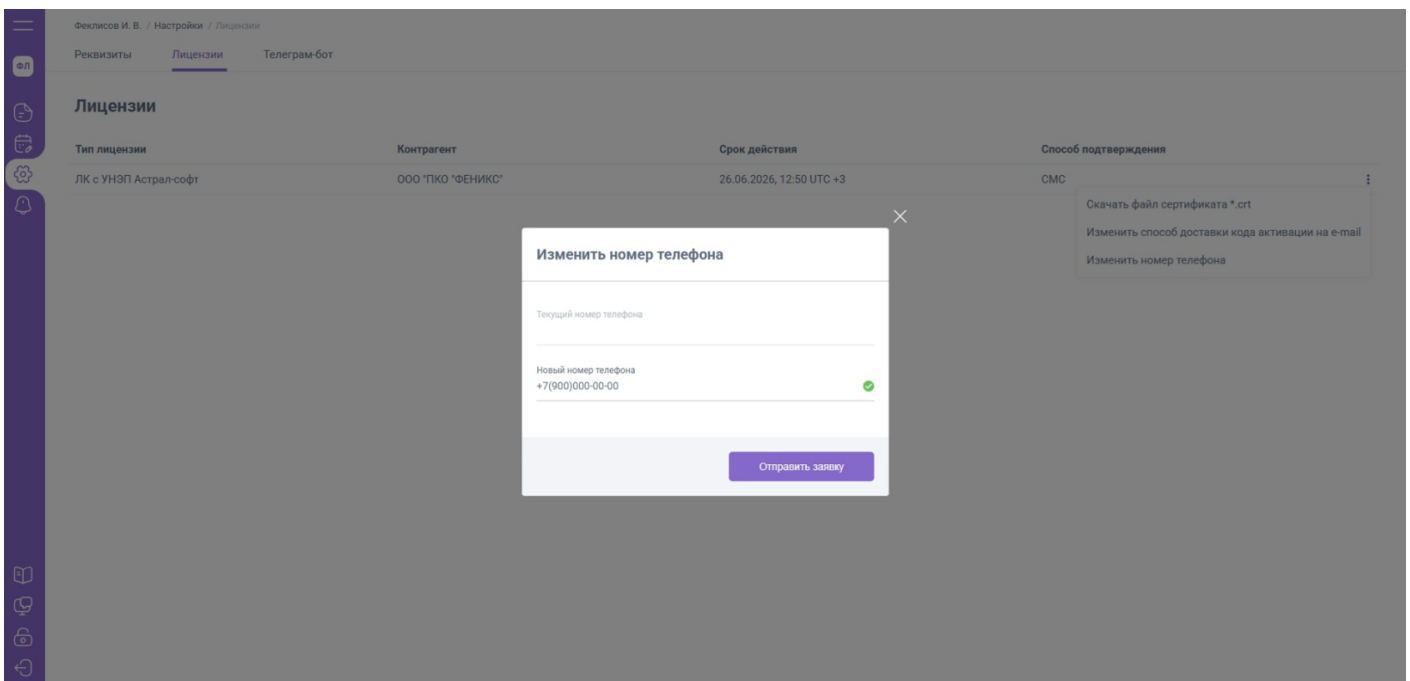 Феклисов И. В. / Настройки / Лицензии
ФЛ
Реквизиты Лицензии Телеграм-бот
Лицензии
Тип лицензии Контрагент Срок действия Способ подтверждения
ЛК с УНЭП Астрал-софт ООО "ПКО "ФЕНИКС" 26.06.2026, 12:50 UTC +3 СМС
Скачать файл сертификата *.crt
Изменить способ доставки кода активации на e-mail
Изменить номер телефона
Изменить номер телефона
Текущий номер телефона
Новый номер телефона
+7(900)000-00-00
Отправить заявку